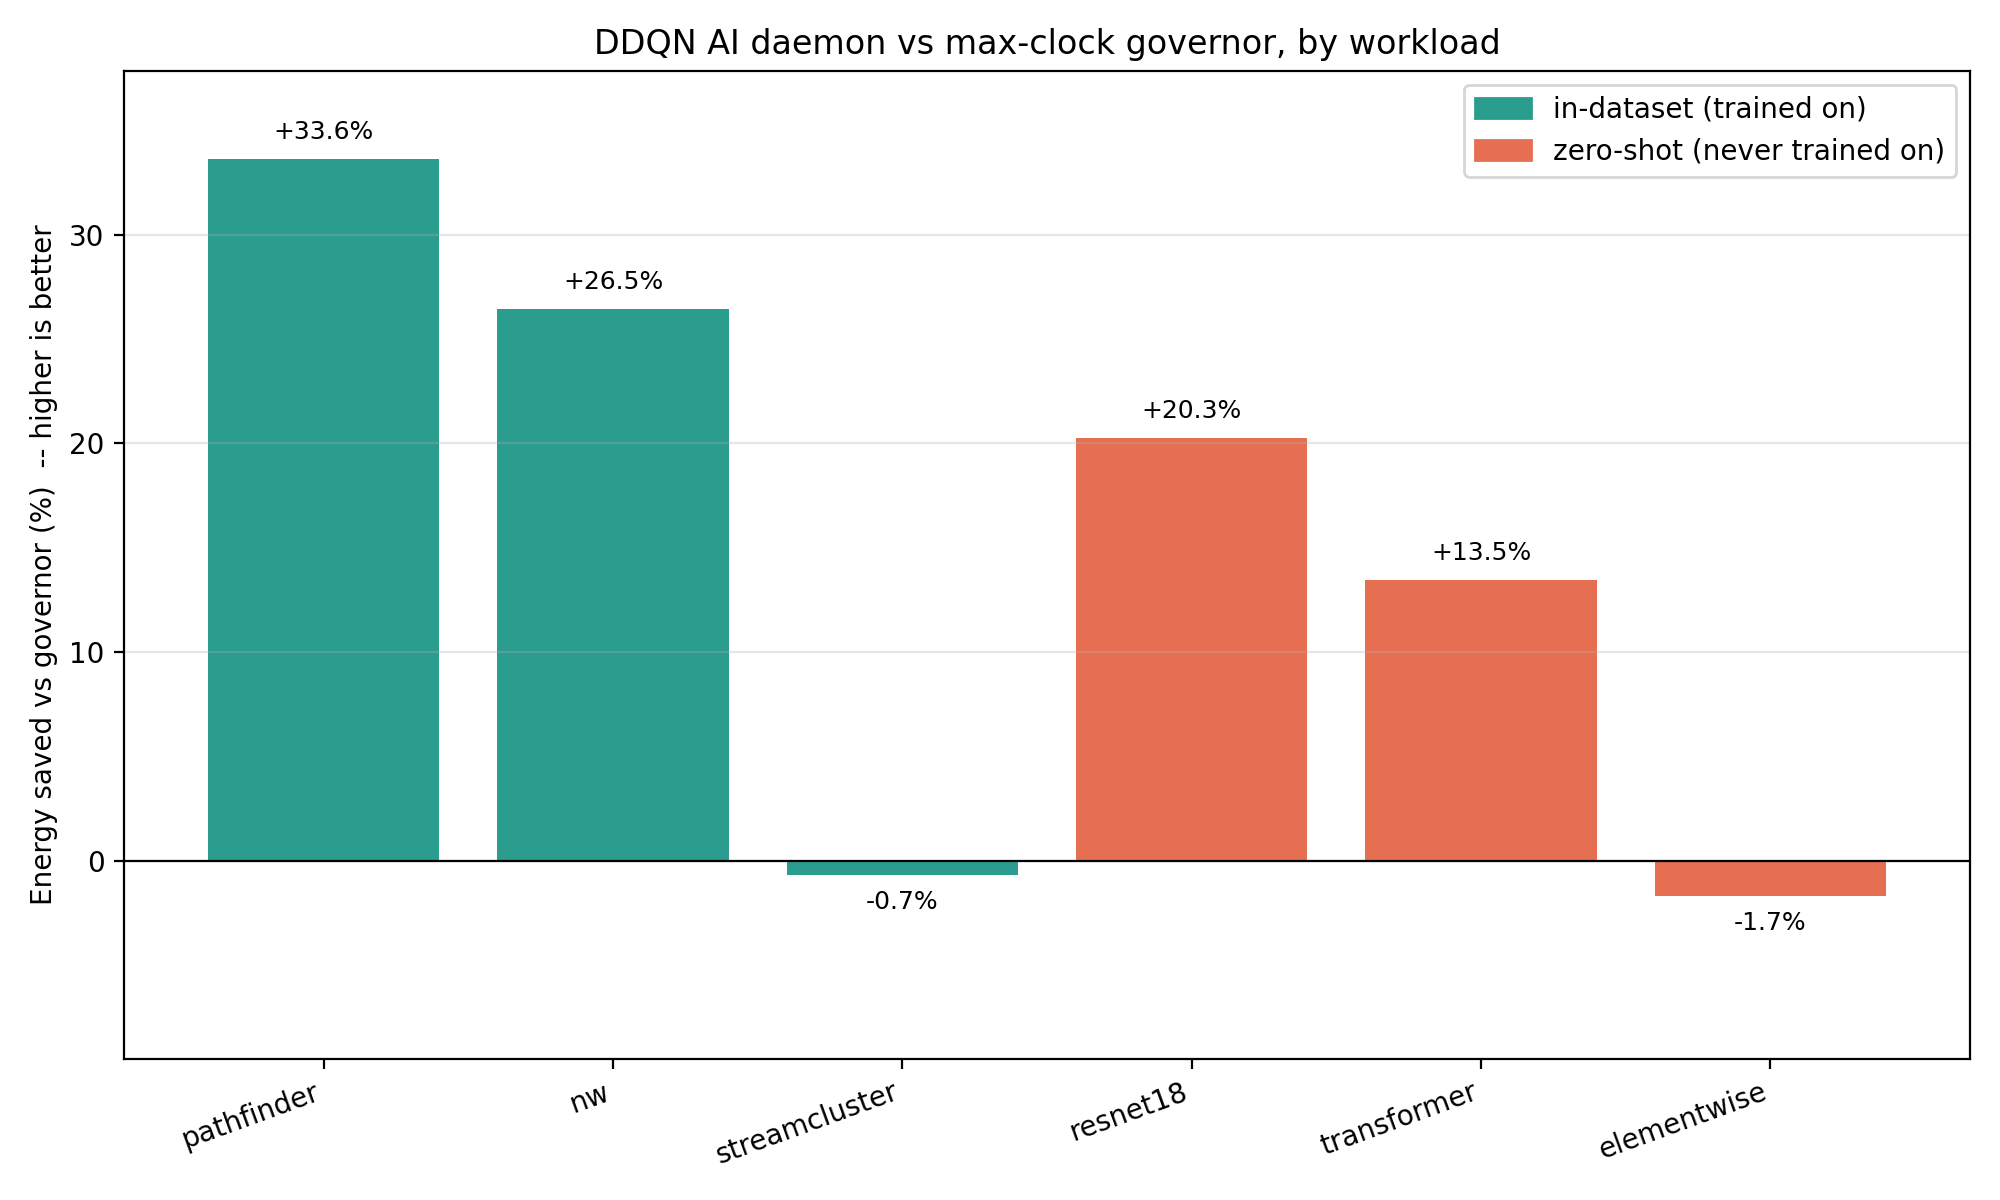 DDQN AI daemon vs max-clock governor, by workload
in-dataset (trained on)
zero-shot (never trained on)
Energy saved vs governor (%)  -- higher is better
30
20
10
0
+33.6%
+26.5%
-0.7%
+20.3%
+13.5%
-1.7%
pathfinder
nw
streamcluster
resnet18
transformer
elementwise